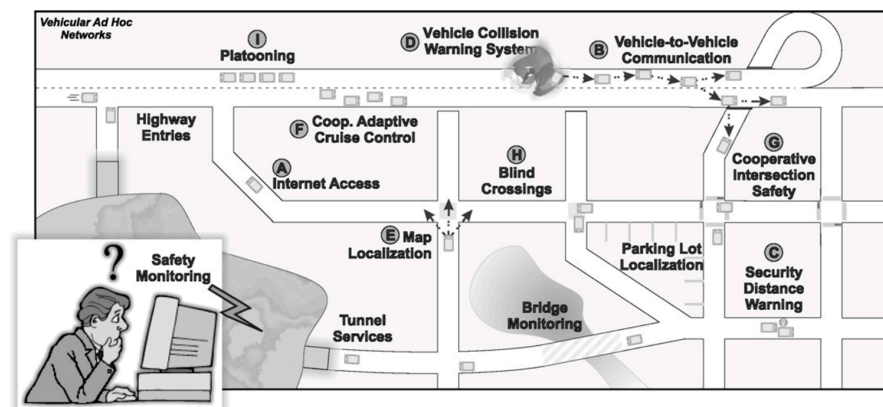 Vehicular Ad Hoc
Networks
I
Platooning
D
Vehicle Collision
Warning System
B
Vehicle-to-Vehicle
Communication
Highway
Entries
F
Coop. Adaptive
Cruise Control
A
Internet Access
H
Blind
Crossings
G
Cooperative
Intersection
Safety
E Map
Localization
Parking Lot
Localization
C
Security
Distance
Warning
?
Safety
Monitoring
Tunnel
Services
Bridge
Monitoring